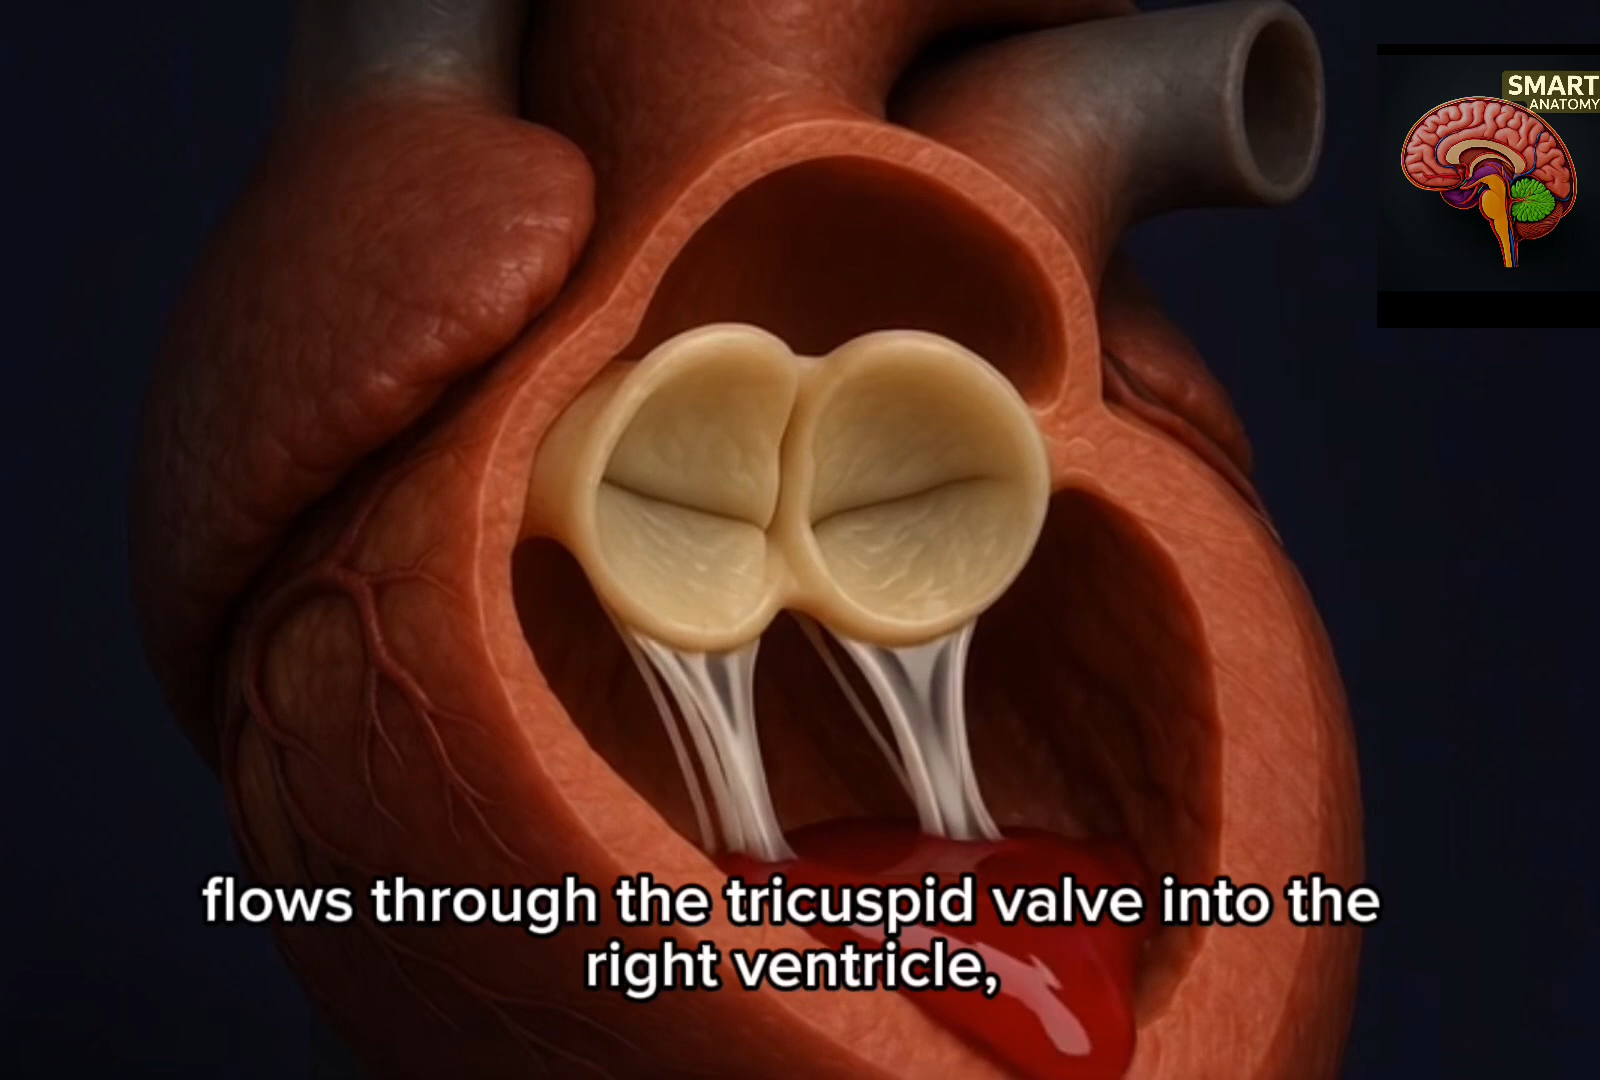 SMART
ANATOMY
flows through the tricuspid valve into the
right ventricle,